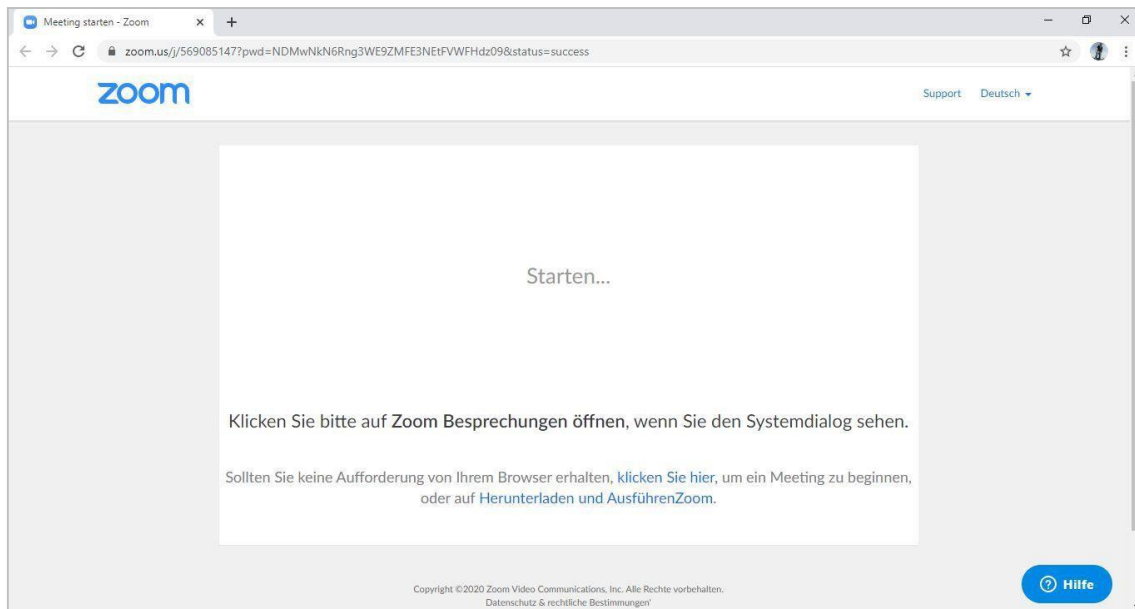 Meeting starten - Zoom
zoom.us/j/569085147?pwd=NDMwNkN6Rng3WE9ZMFE3NEtFVWFHdz09&status=success
zoom
Support Deutsch
Starten...
Klicken Sie bitte auf Zoom Besprechungen öffnen, wenn Sie den Systemdialog sehen.
Sollten Sie keine Aufforderung von Ihrem Browser erhalten, klicken Sie hier, um ein Meeting zu beginnen,
oder auf Herunterladen und AusführenZoom.
Copyright ©2020 Zoom Video Communications, Inc. Alle Rechte vorbehalten.
Datenschutz & rechtliche Bestimmungen'
Hilfe